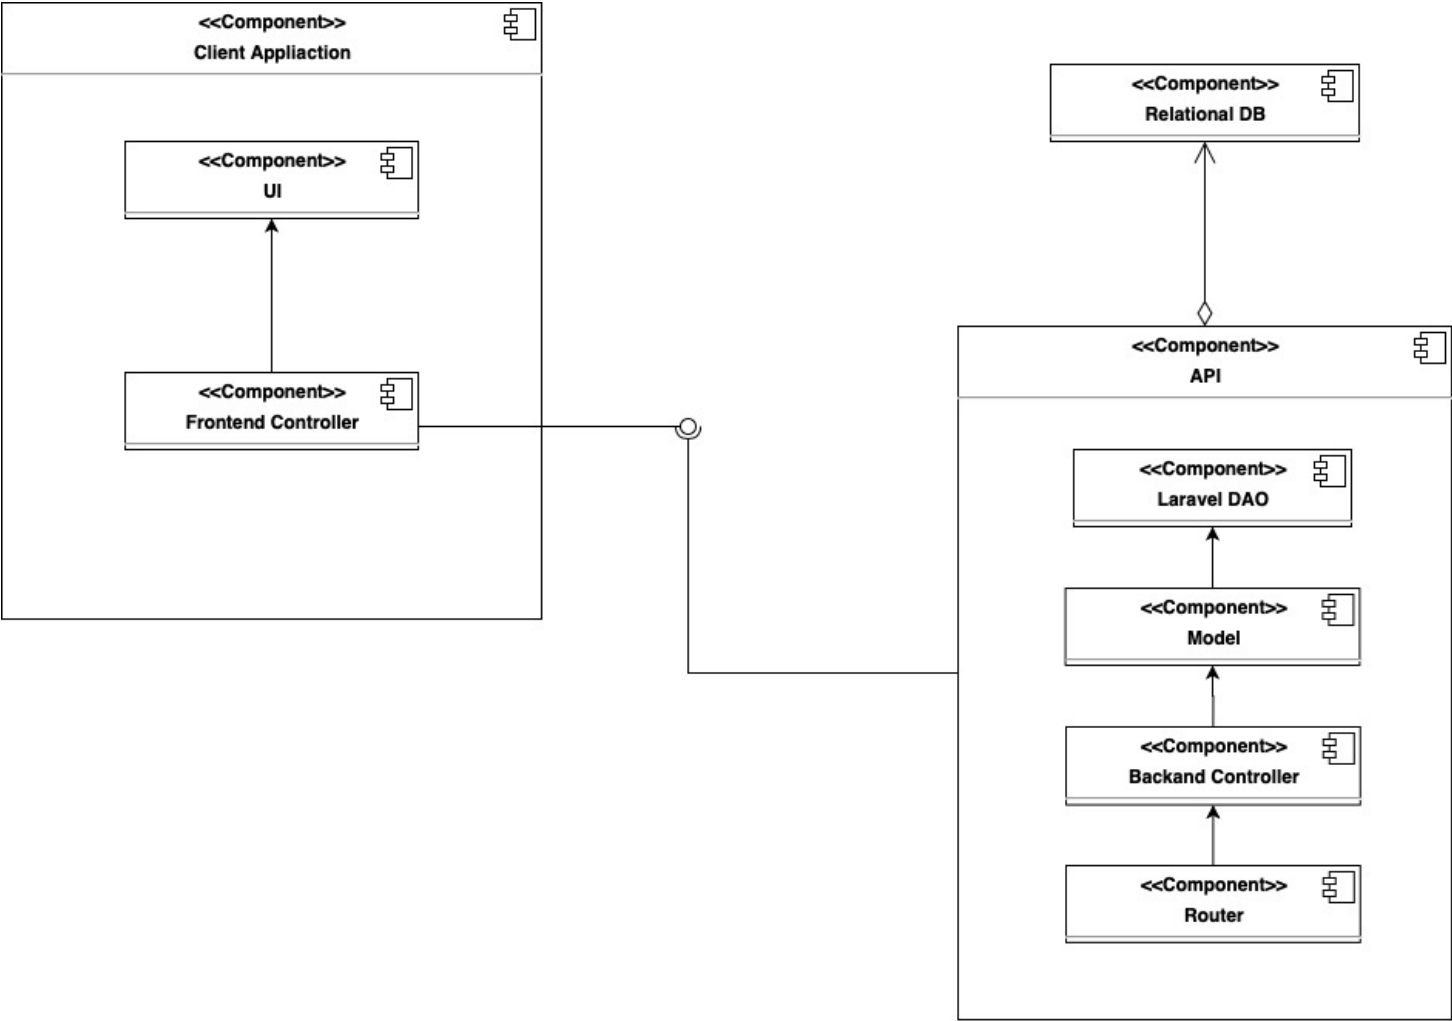 <<Component>>
Client Appliaction
<<Component>>
UI
<<Component>>
Frontend Controller
<<Component>>
Relational DB
<<Component>>
API
<<Component>>
Laravel DAO
<<Component>>
Model
<<Component>>
Backand Controller
<<Component>>
Router